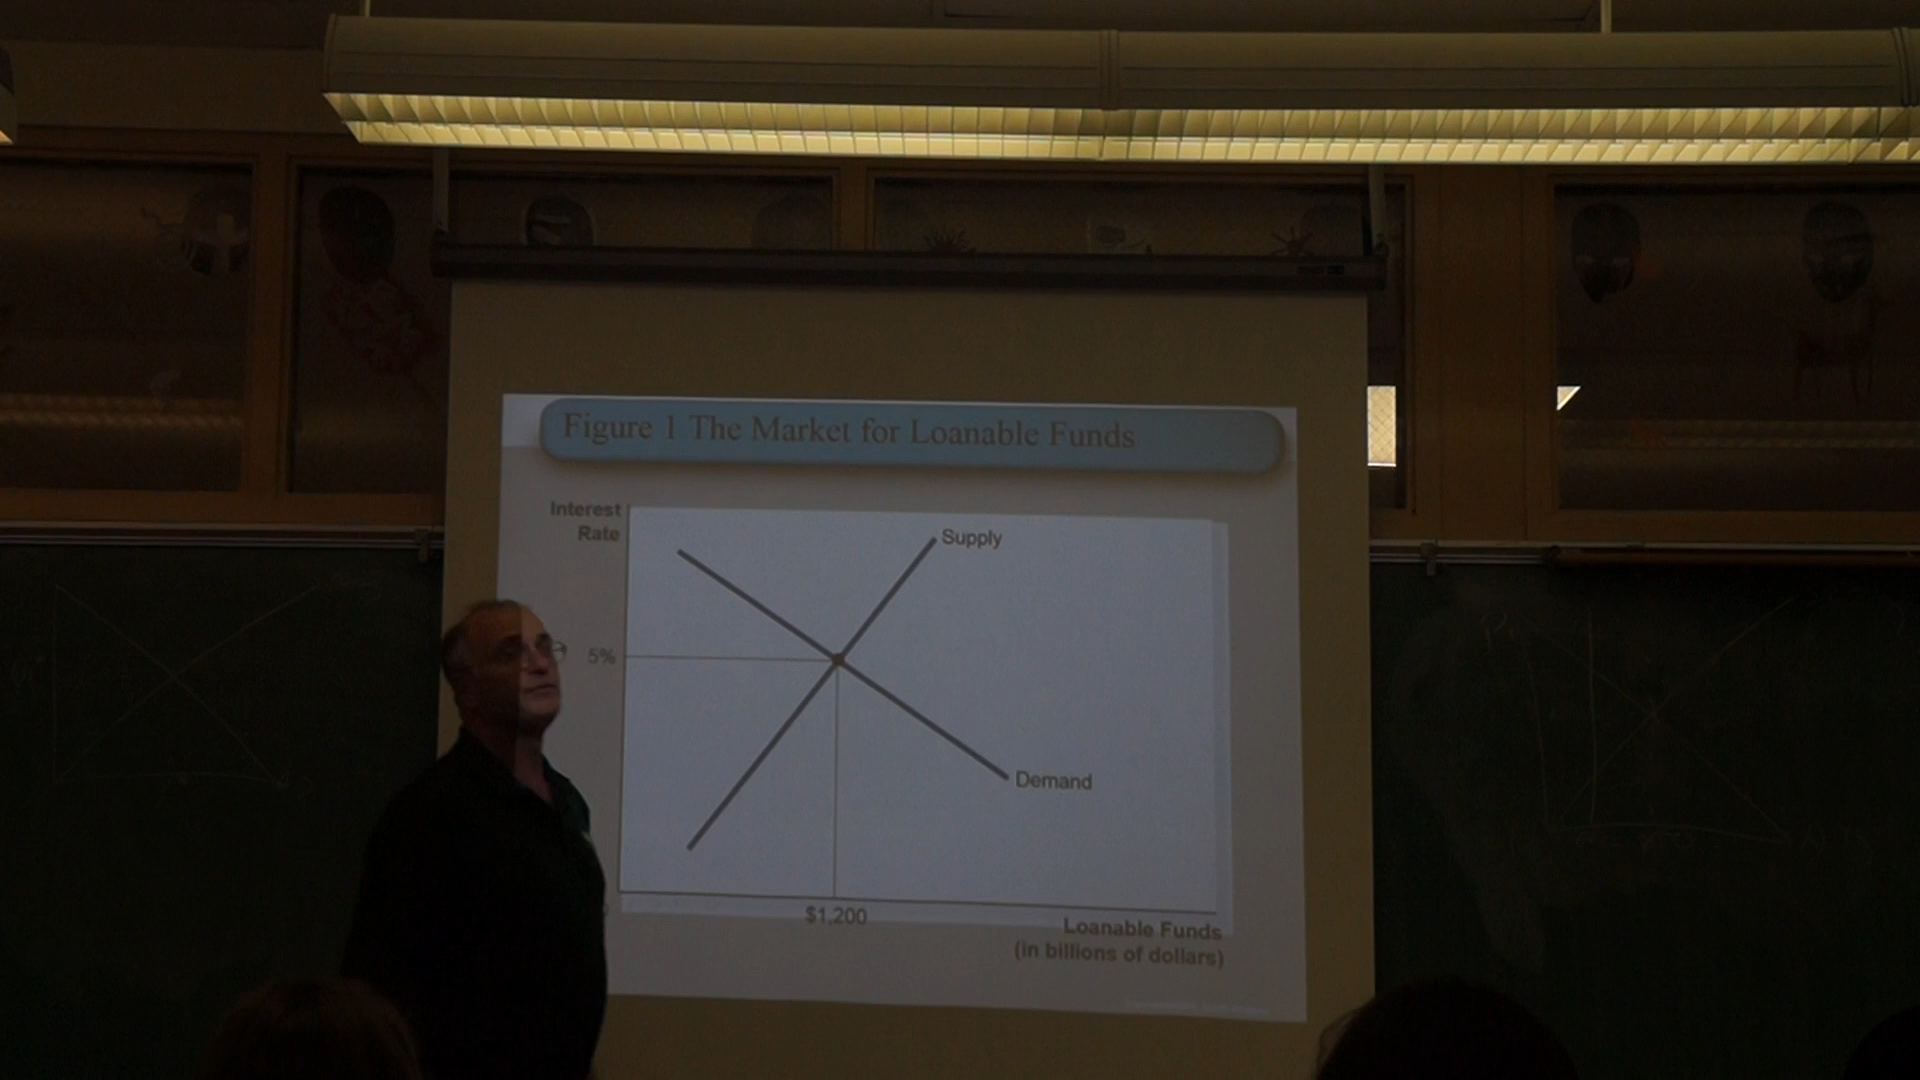 Figure 1 The Market for Loanable Funds
Interest
Rate
Supply
5%
Demand
$1,200
Loanable Funds
(in billions of dollars)